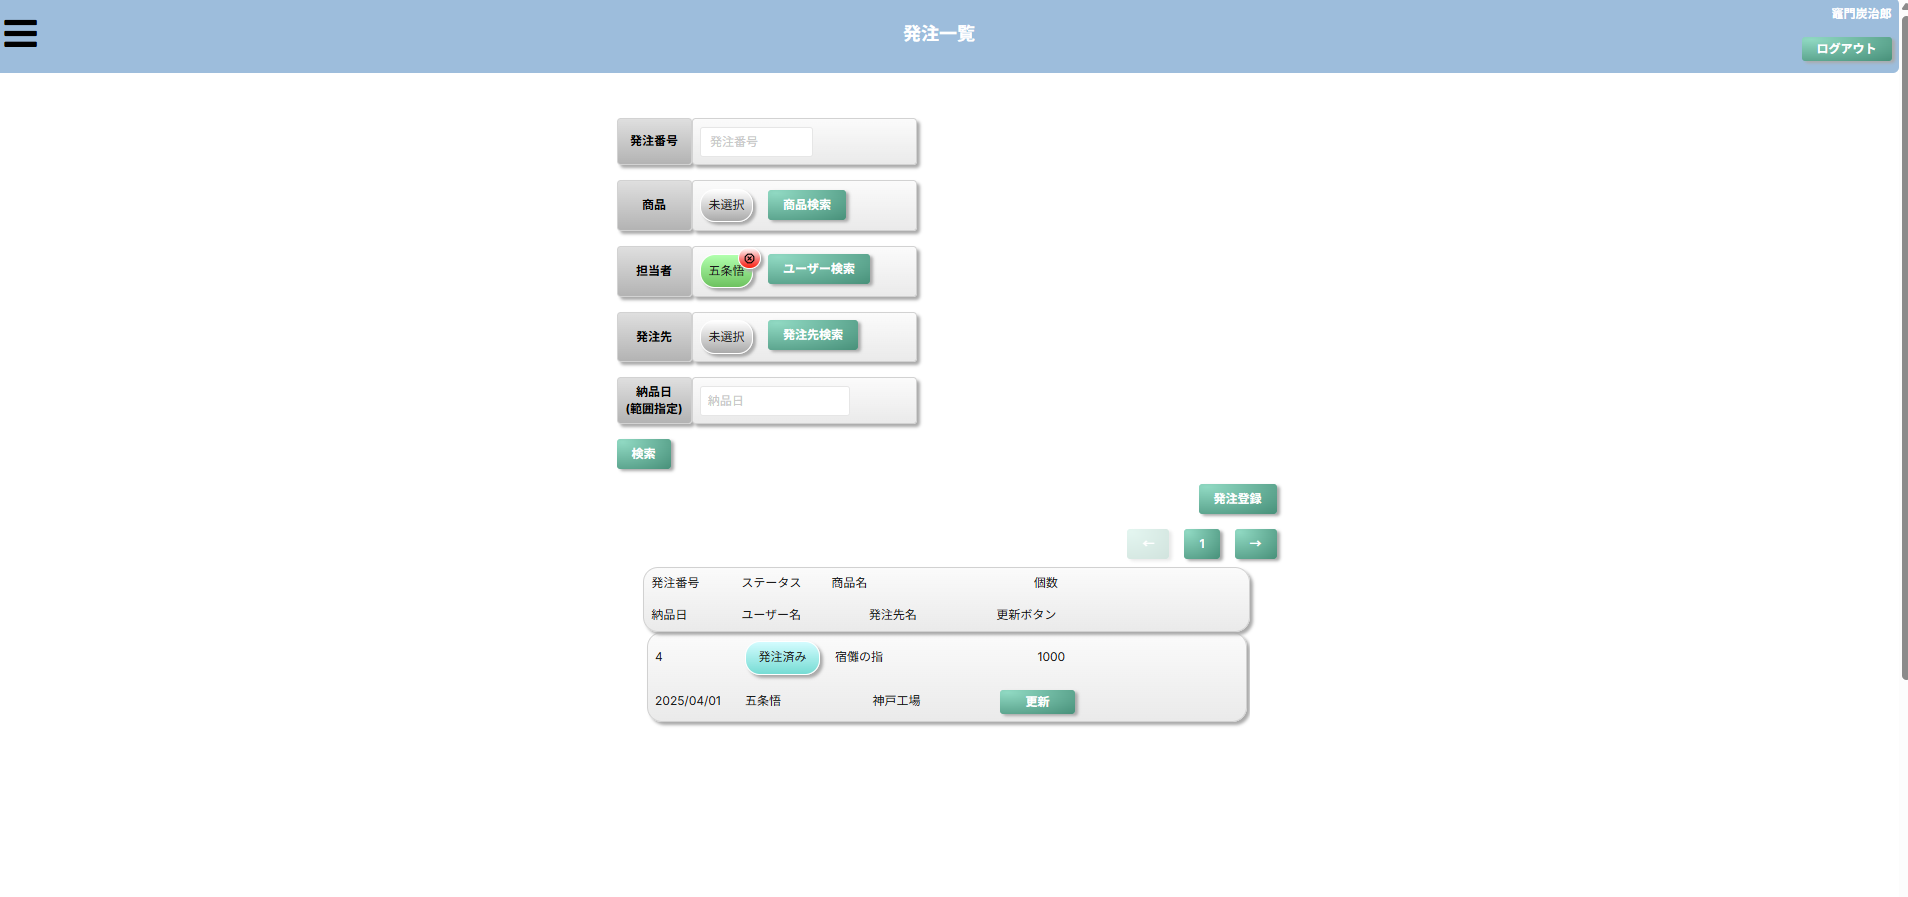 発注一覧
竈門炭治郎
ログアウト
発注番号 発注番号
商品 未選択 商品検索
担当者 五条悟 ユーザー検索
発注先 未選択 発注先検索
納品日
(範囲指定) 納品日
検索
発注登録
← 1 →
発注番号 ステータス 商品名 個数
納品日 ユーザー名 発注先名 更新ボタン
4 発注済み 宿儺の指 1000
2025/04/01 五条悟 神戸工場 更新